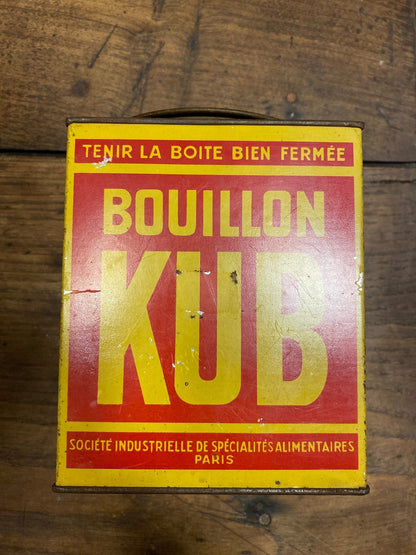 TENIR LA BOITE BIEN FERMÉE
BOUILLON
KUB
SOCIÉTÉ INDUSTRIELLE DE SPÉCIALITÉS ALIMENTAIRES
PARIS